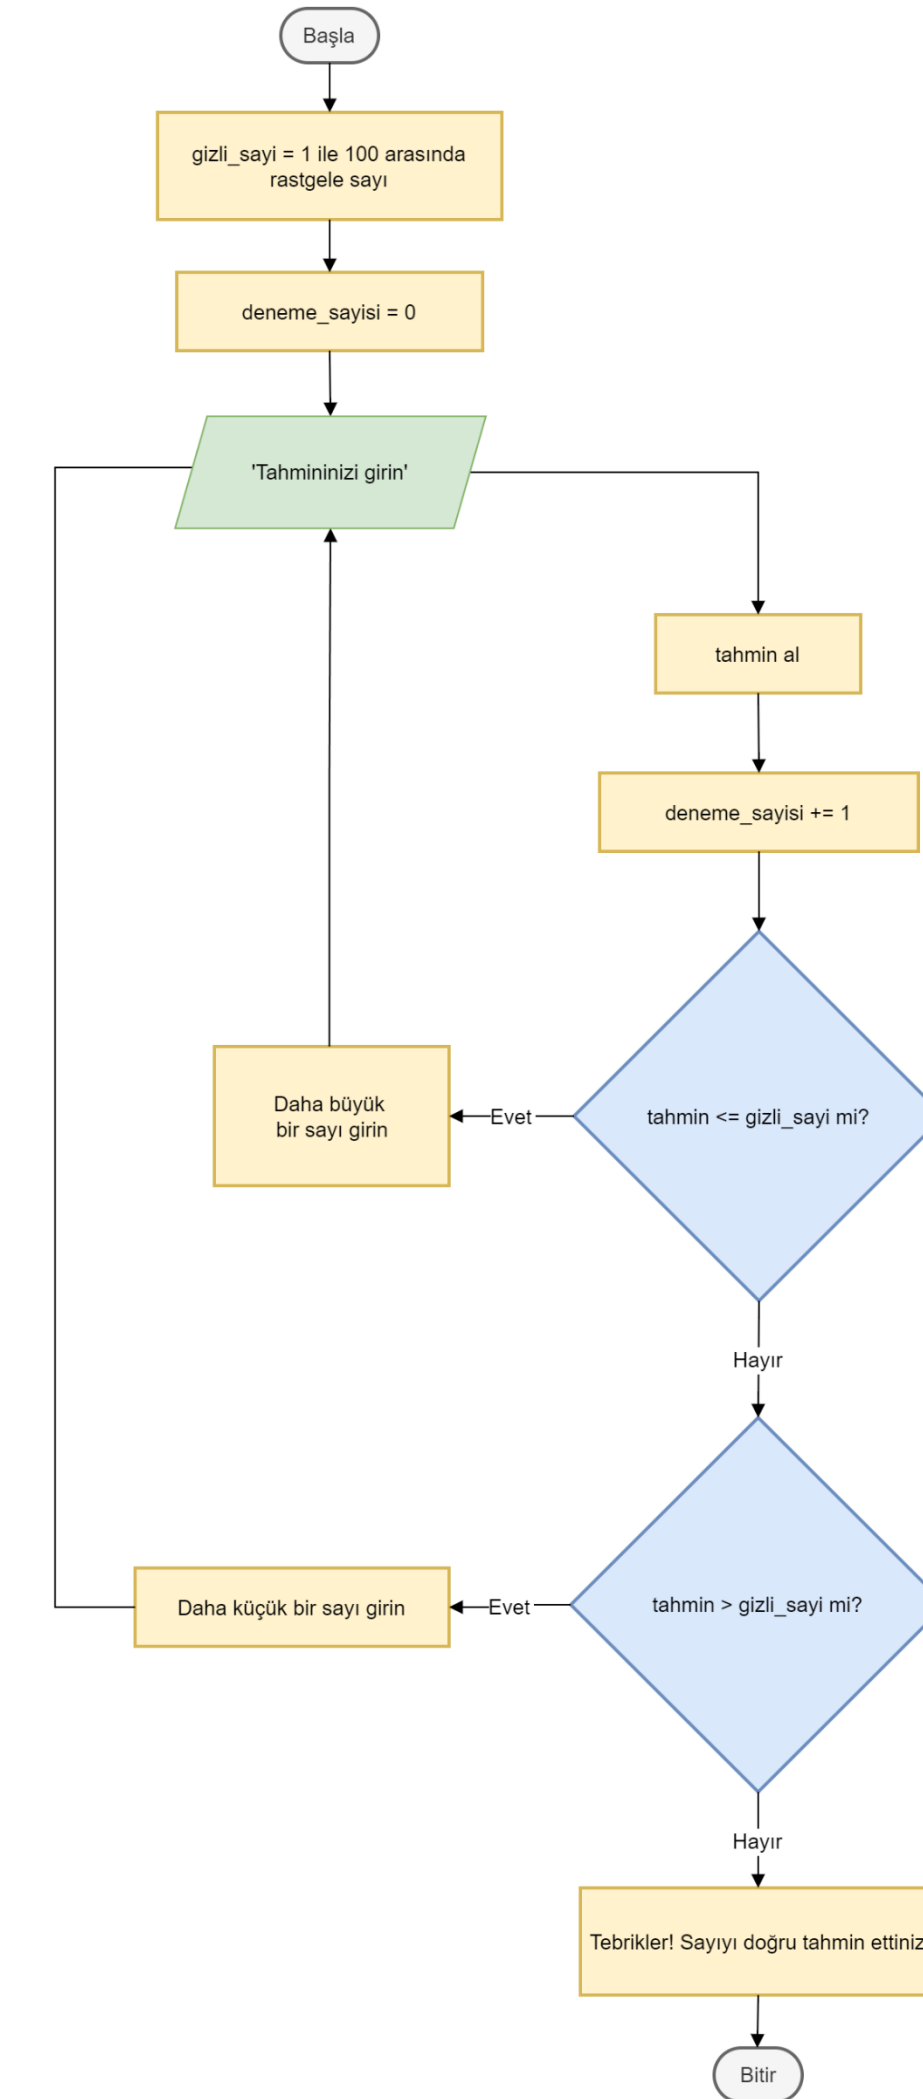 Başla
gizli_sayi = 1 ile 100 arasında
rastgele sayı
deneme_sayisi = 0
'Tahmininizi girin'
tahmin al
deneme_sayisi += 1
tahmin <= gizli_sayi mi?
Evet
Daha büyük
bir sayı girin
Hayır
tahmin > gizli_sayi mi?
Evet
Daha küçük bir sayı girin
Hayır
Tebrikler! Sayıyı doğru tahmin ettiniz
Bitir